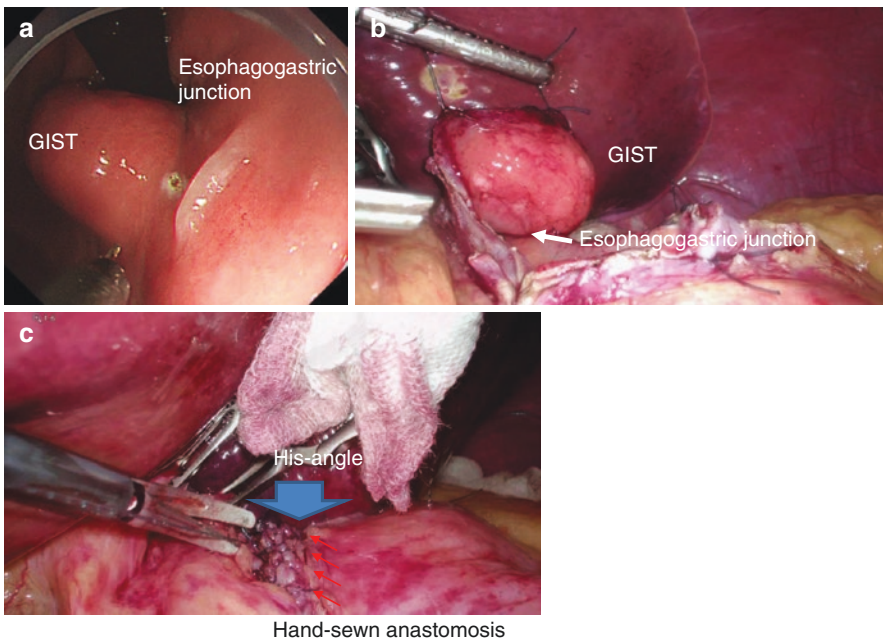 a
Esophagogastric
junction
GIST
b
GIST
Esophagogastric junction
c
His-angle
Hand-sewn anastomosis